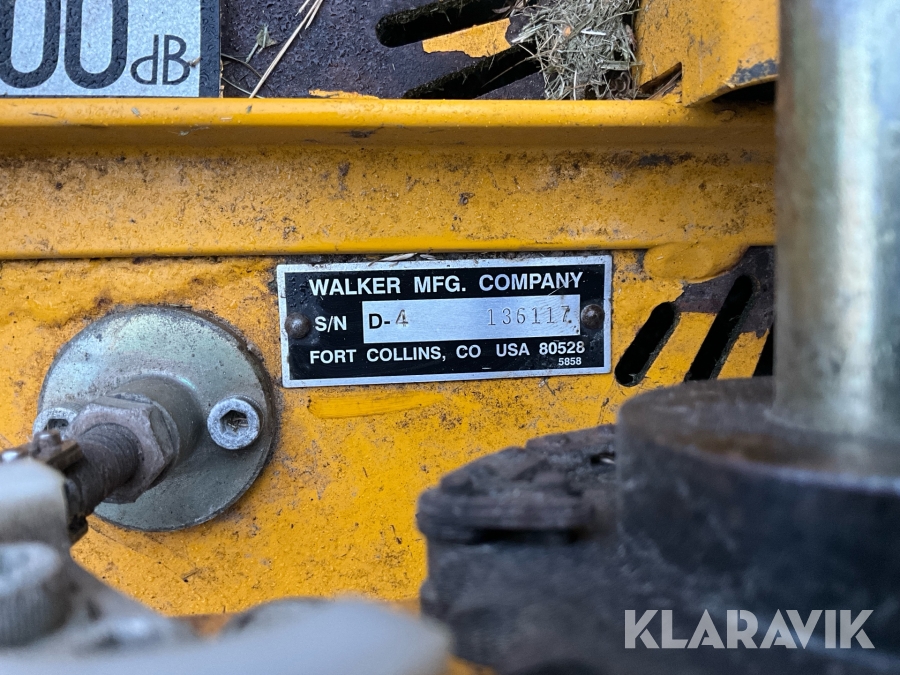 00 dB
WALKER MFG. COMPANY
S/N D-4 136117
FORT COLLINS, CO USA 80528
5858
KLARAVIK